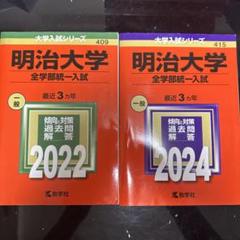 大学入試シリーズ
409
明治大学
全学部統一入試
一般
最近3カ年
傾向と対策
過去問
解答
2022
教学社
大学入試シリーズ
415
明治大学
全学部統一入試
一般
最近3カ年
傾向と対策
過去問
解答
2024
教学社